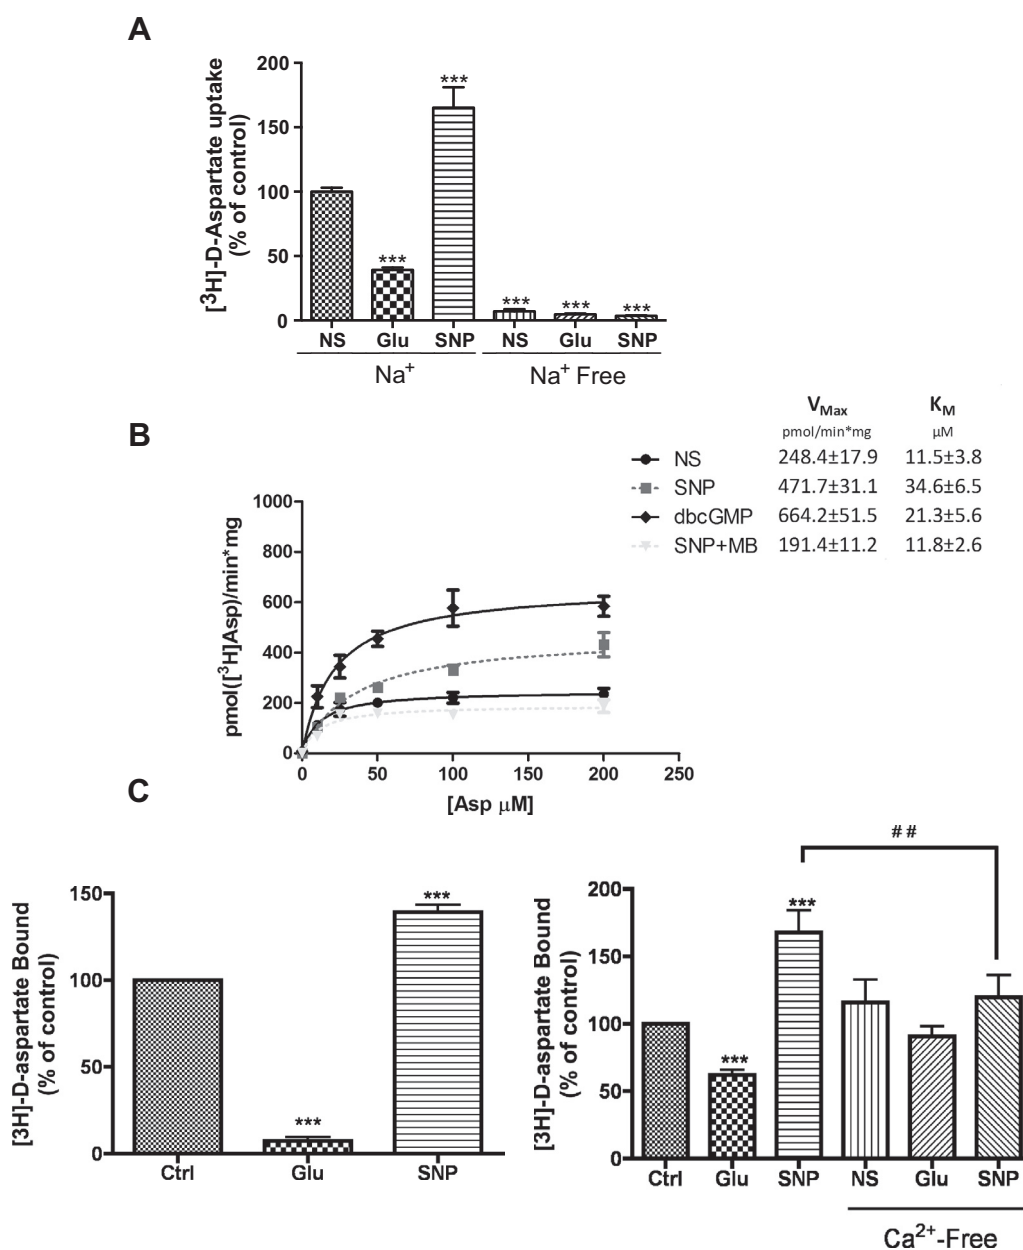 A
[³H]-D-Aspartate uptake
(% of control)
200
150
100
50
0
***
***
***
***
***
NS
Glu
SNP
NS
Glu
SNP
Na⁺
Na⁺ Free
B
V_Max
K_M
pmol/min*mg
µM
NS
248.4±17.9
11.5±3.8
SNP
471.7±31.1
34.6±6.5
dbcGMP
664.2±51.5
21.3±5.6
SNP+MB
191.4±11.2
11.8±2.6
pmol([³H]Asp)/min*mg
1000
800
600
400
200
0
0
50
100
150
200
250
[Asp µM]
C
[3H]-D-aspartate Bound
(% of control)
150
100
50
0
***
***
Ctrl
Glu
SNP
##
[3H]-D-aspartate Bound
(% of control)
200
150
100
50
0
***
***
Ctrl
Glu
SNP
NS
Glu
SNP
Ca²⁺-Free